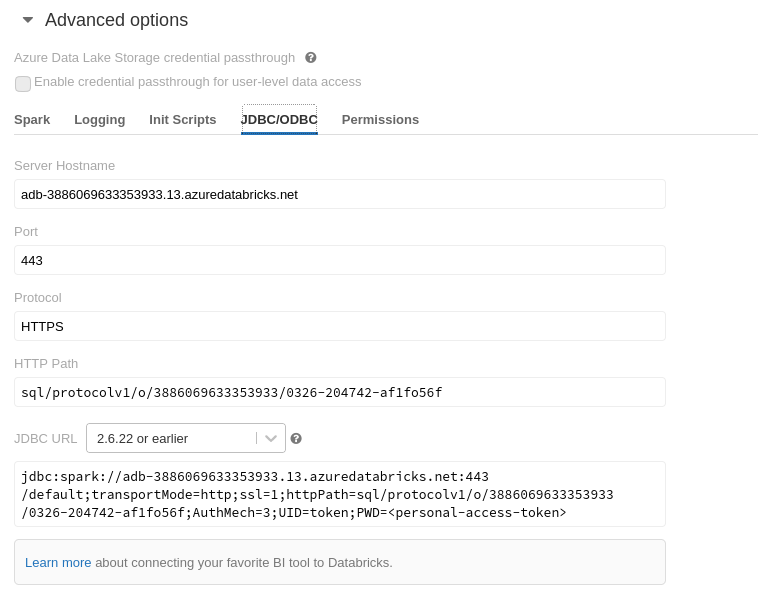 Advanced options
Azure Data Lake Storage credential passthrough ?
Enable credential passthrough for user-level data access
Spark Logging Init Scripts JDBC/ODBC Permissions
Server Hostname
adb-3886069633353933.13.azuredatabricks.net
Port
443
Protocol
HTTPS
HTTP Path
sql/protocolv1/o/3886069633353933/0326-204742-af1fo56f
JDBC URL 2.6.22 or earlier ?
jdbc:spark://adb-3886069633353933.13.azuredatabricks.net:443
/default;transportMode=http;ssl=1;httpPath=sql/protocolv1/o/3886069633353933
/0326-204742-af1fo56f;AuthMech=3;UID=token;PWD=<personal-access-token>
Learn more about connecting your favorite BI tool to Databricks.